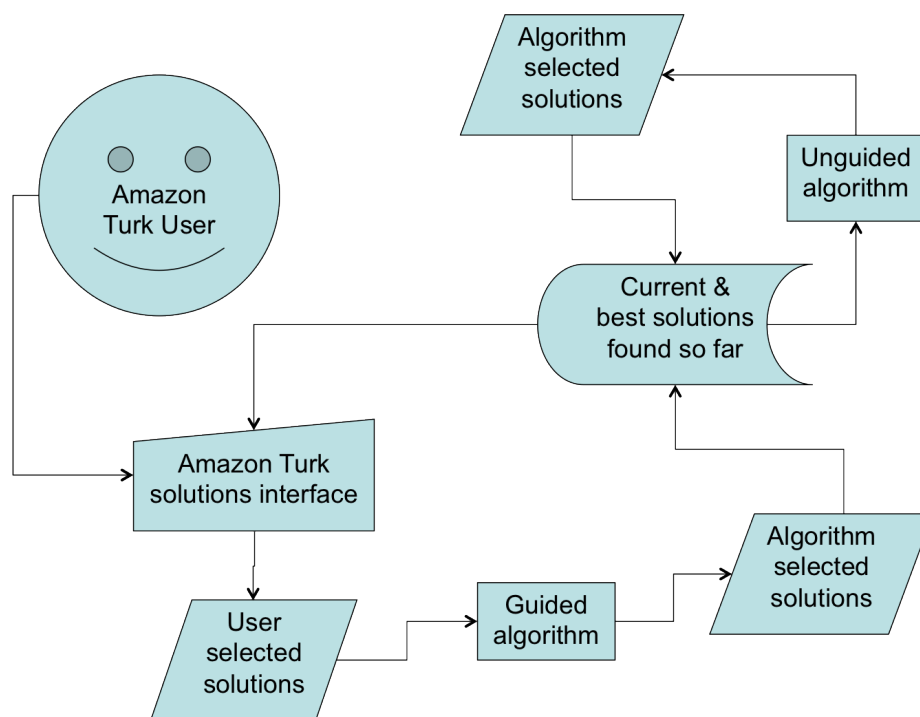 Algorithm
selected
solutions
Amazon
Turk User
Unguided
algorithm
Current &
best solutions
found so far
Amazon Turk
solutions interface
User
selected
solutions
Guided
algorithm
Algorithm
selected
solutions